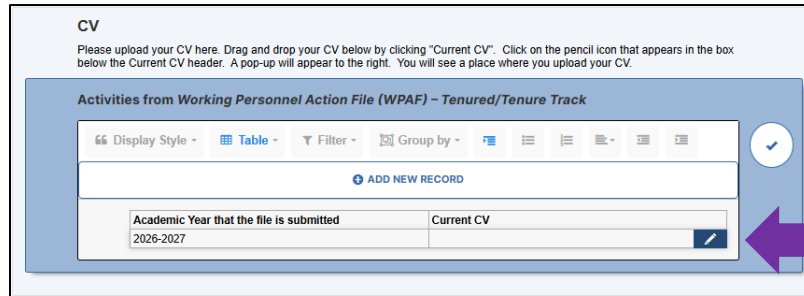 CV
Please upload your CV here. Drag and drop your CV below by clicking "Current CV". Click on the pencil icon that appears in the box
below the Current CV header. A pop-up will appear to the right. You will see a place where you upload your CV.
Activities from Working Personnel Action File (WPAF) – Tenured/Tenure Track
Display Style Table Filter Group by
ADD NEW RECORD
Academic Year that the file is submitted Current CV
2026-2027